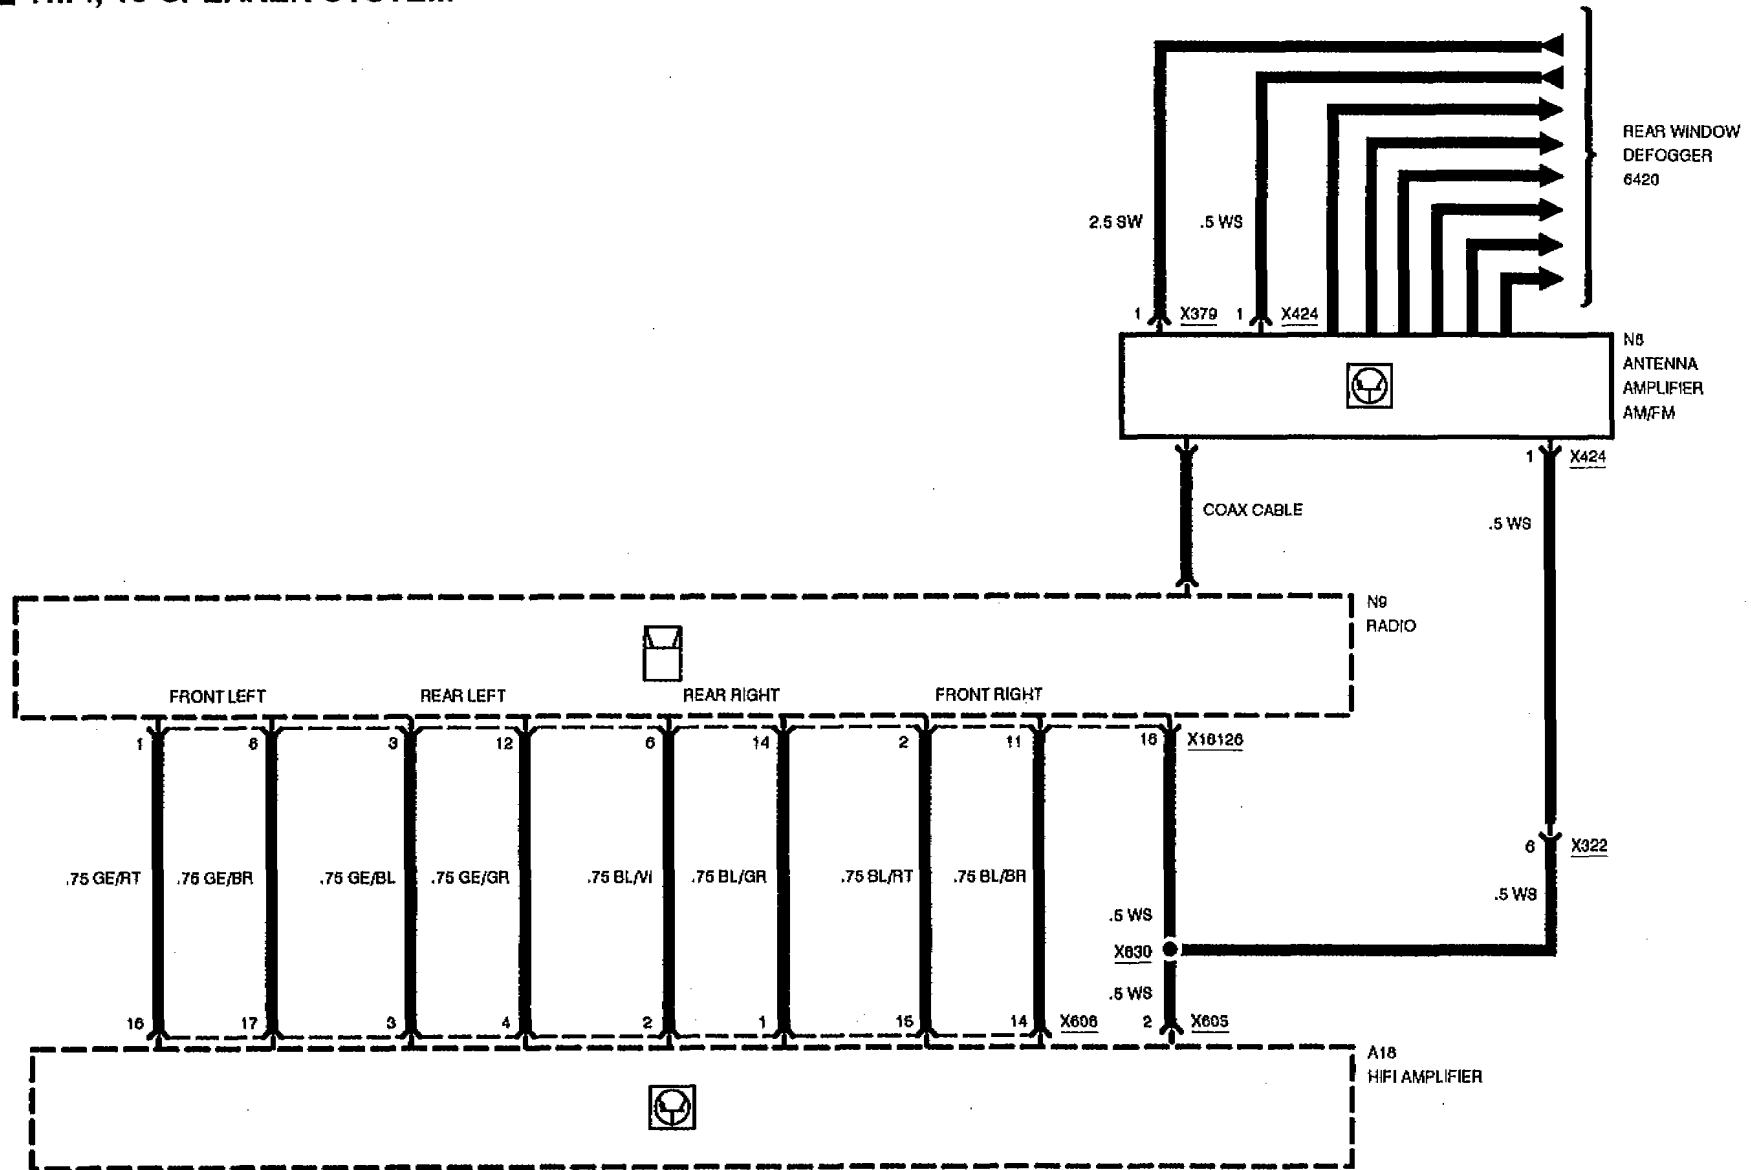 2.5 SW
.5 WS
REAR WINDOW
DEFOGGER
6420
1 X379 1 X424
N8
ANTENNA
AMPLIFIER
AM/FM
1 X424
COAX CABLE
.5 WS
N9
RADIO
FRONT LEFT REAR LEFT REAR RIGHT FRONT RIGHT
1 8 3 12 6 14 2 11 16 X18126
6 X322
.75 GE/RT .75 GE/BR .75 GE/BL .75 GE/GR .75 BL/VI .75 BL/GR .75 BL/RT .75 BL/BR
.5 WS
.5 WS
X830
.5 WS
16 17 3 4 2 1 15 14 X606 2 X605
A18
HIFI AMPLIFIER